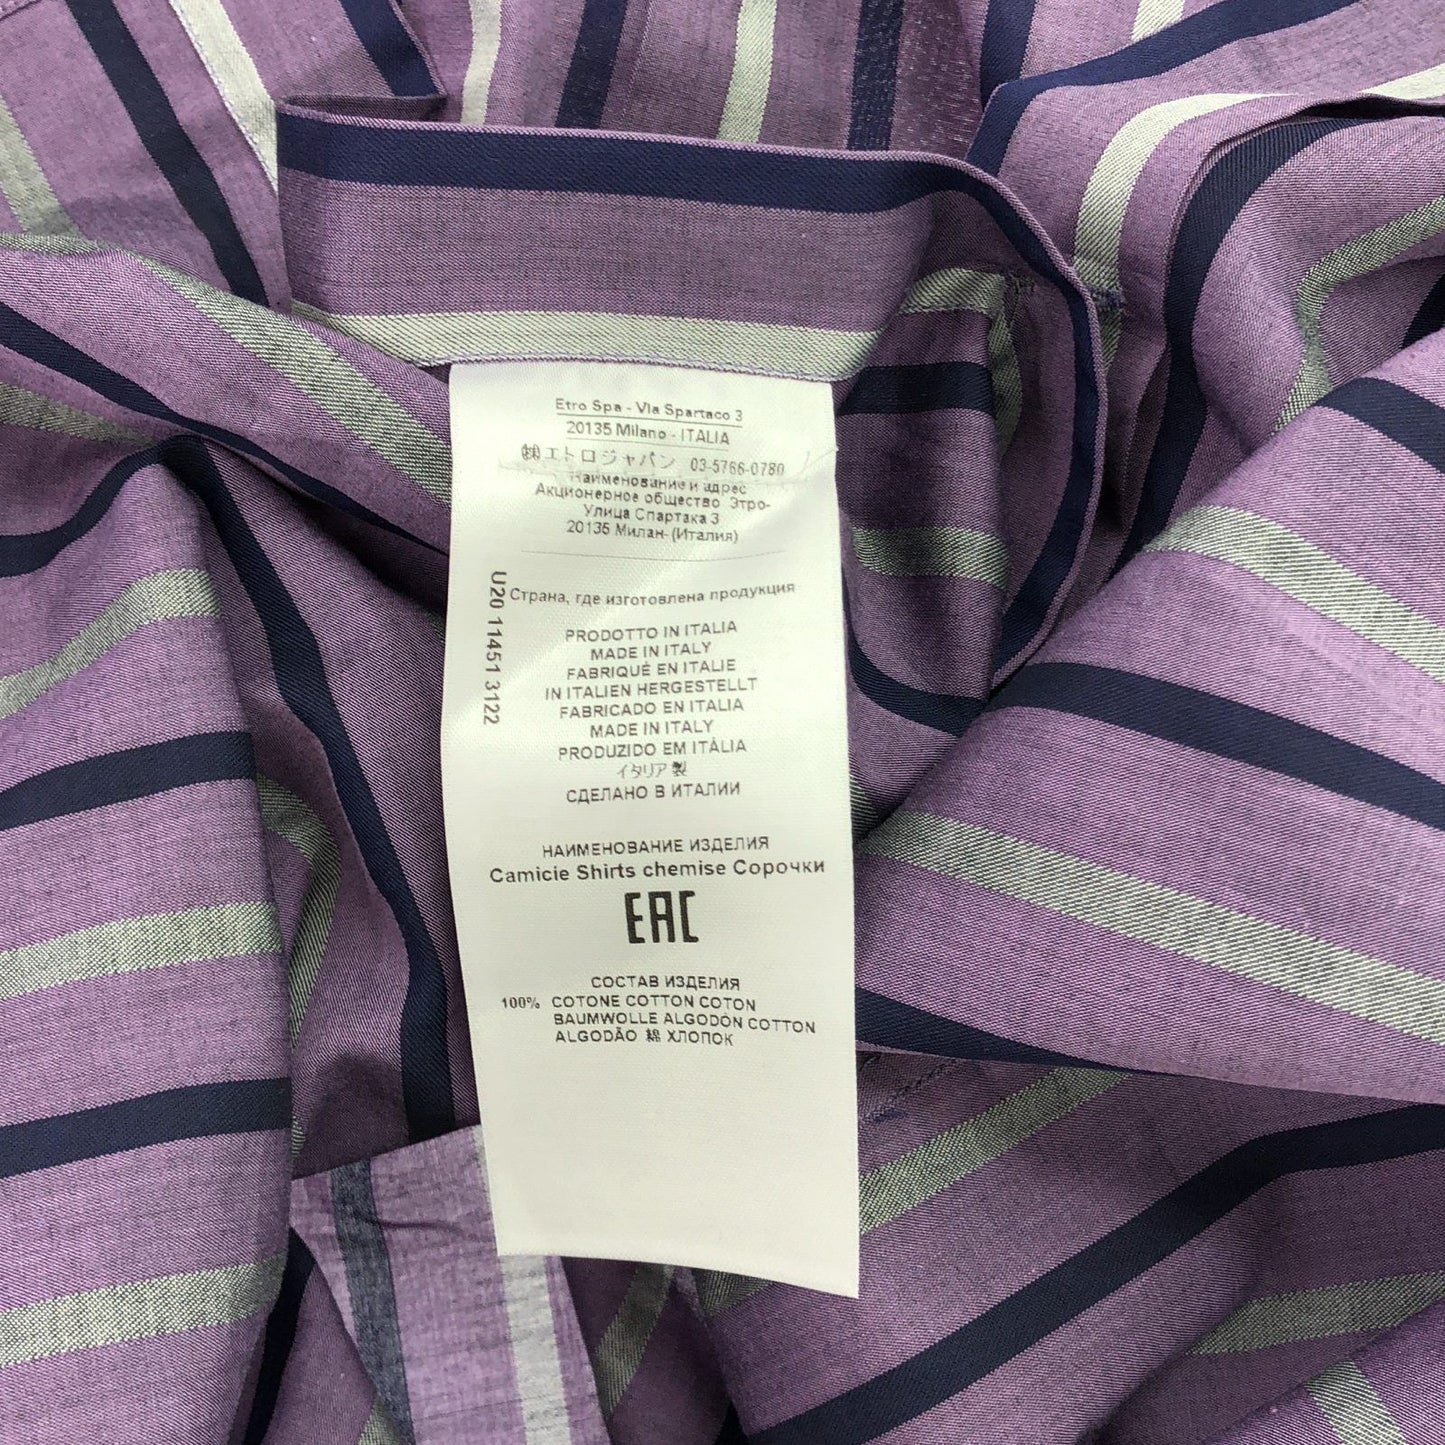 Etro Spa - Via Spartaco 3
20135 Milano - ITALIA
㈱エトロジャパン 03-5766-0780
Наименование и адрес
Акционерное общество Этро-
Улица Спартака 3
20135 Милан- (Италия)
Страна, где изготовлена продукция
U20 11451 3122
PRODOTTO IN ITALIA
MADE IN ITALY
FABRIQUÉ EN ITALIE
IN ITALIEN HERGESTELLT
FABRICADO EN ITALIA
MADE IN ITALY
PRODUZIDO EM ITÀLIA
イタリア製
СДЕЛАНО В ИТАЛИИ
НАИМЕНОВАНИЕ ИЗДЕЛИЯ
Camicie Shirts chemise Сорочки
EAC
СОСТАВ ИЗДЕЛИЯ
100% COTONE COTTON COTON
BAUMWOLLE ALGODÓN COTTON
ALGODÃO 綿 ХЛОПОК